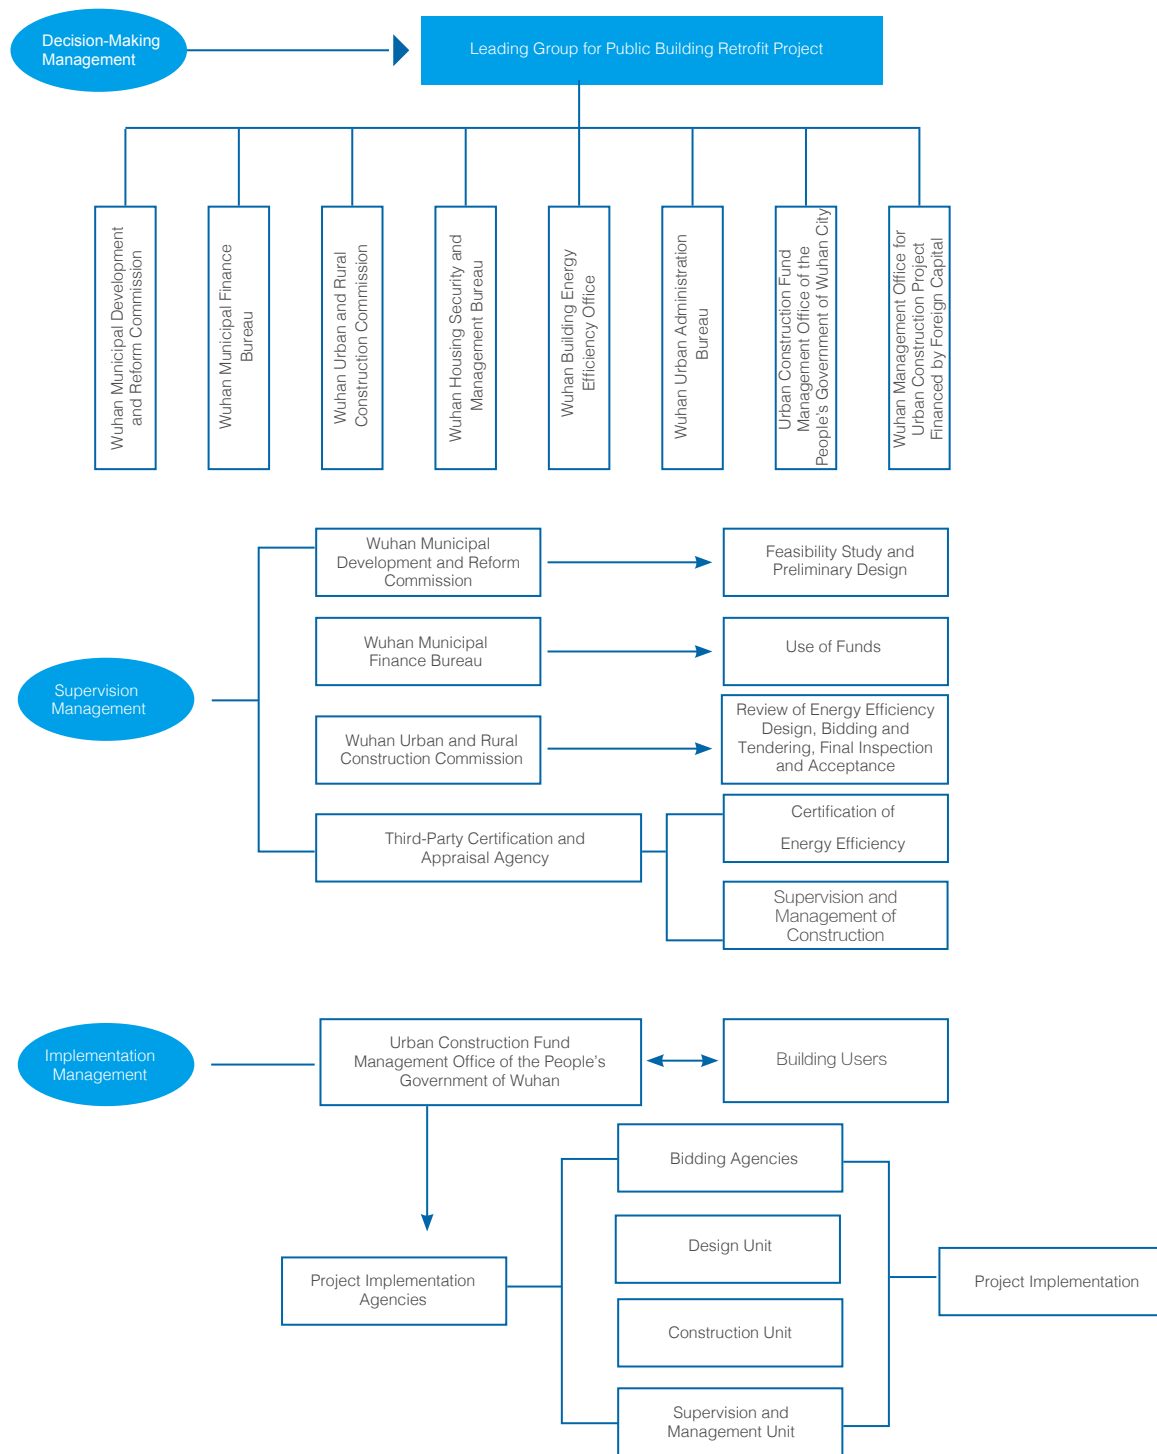 Decision-Making
Management
Leading Group for Public Building Retrofit Project
Wuhan Municipal Development
and Reform Commission
Wuhan Municipal Finance
Bureau
Wuhan Urban and Rural
Construction Commission
Wuhan Housing Security and
Management Bureau
Wuhan Building Energy
Efficiency Office
Wuhan Urban Administration
Bureau
Urban Construction Fund
Management Office of the
People's Government of Wuhan City
Wuhan Management Office for
Urban Construction Project
Financed by Foreign Capital
Supervision
Management
Wuhan Municipal
Development and Reform
Commission
Feasibility Study and
Preliminary Design
Wuhan Municipal
Finance Bureau
Use of Funds
Wuhan Urban and Rural
Construction Commission
Review of Energy Efficiency
Design, Bidding and
Tendering, Final Inspection
and Acceptance
Third-Party Certification and
Appraisal Agency
Certification of
Energy Efficiency
Supervision and
Management of
Construction
Implementation
Management
Urban Construction Fund
Management Office of the People's
Government of Wuhan
Building Users
Project Implementation
Agencies
Bidding Agencies
Design Unit
Construction Unit
Supervision and
Management Unit
Project Implementation